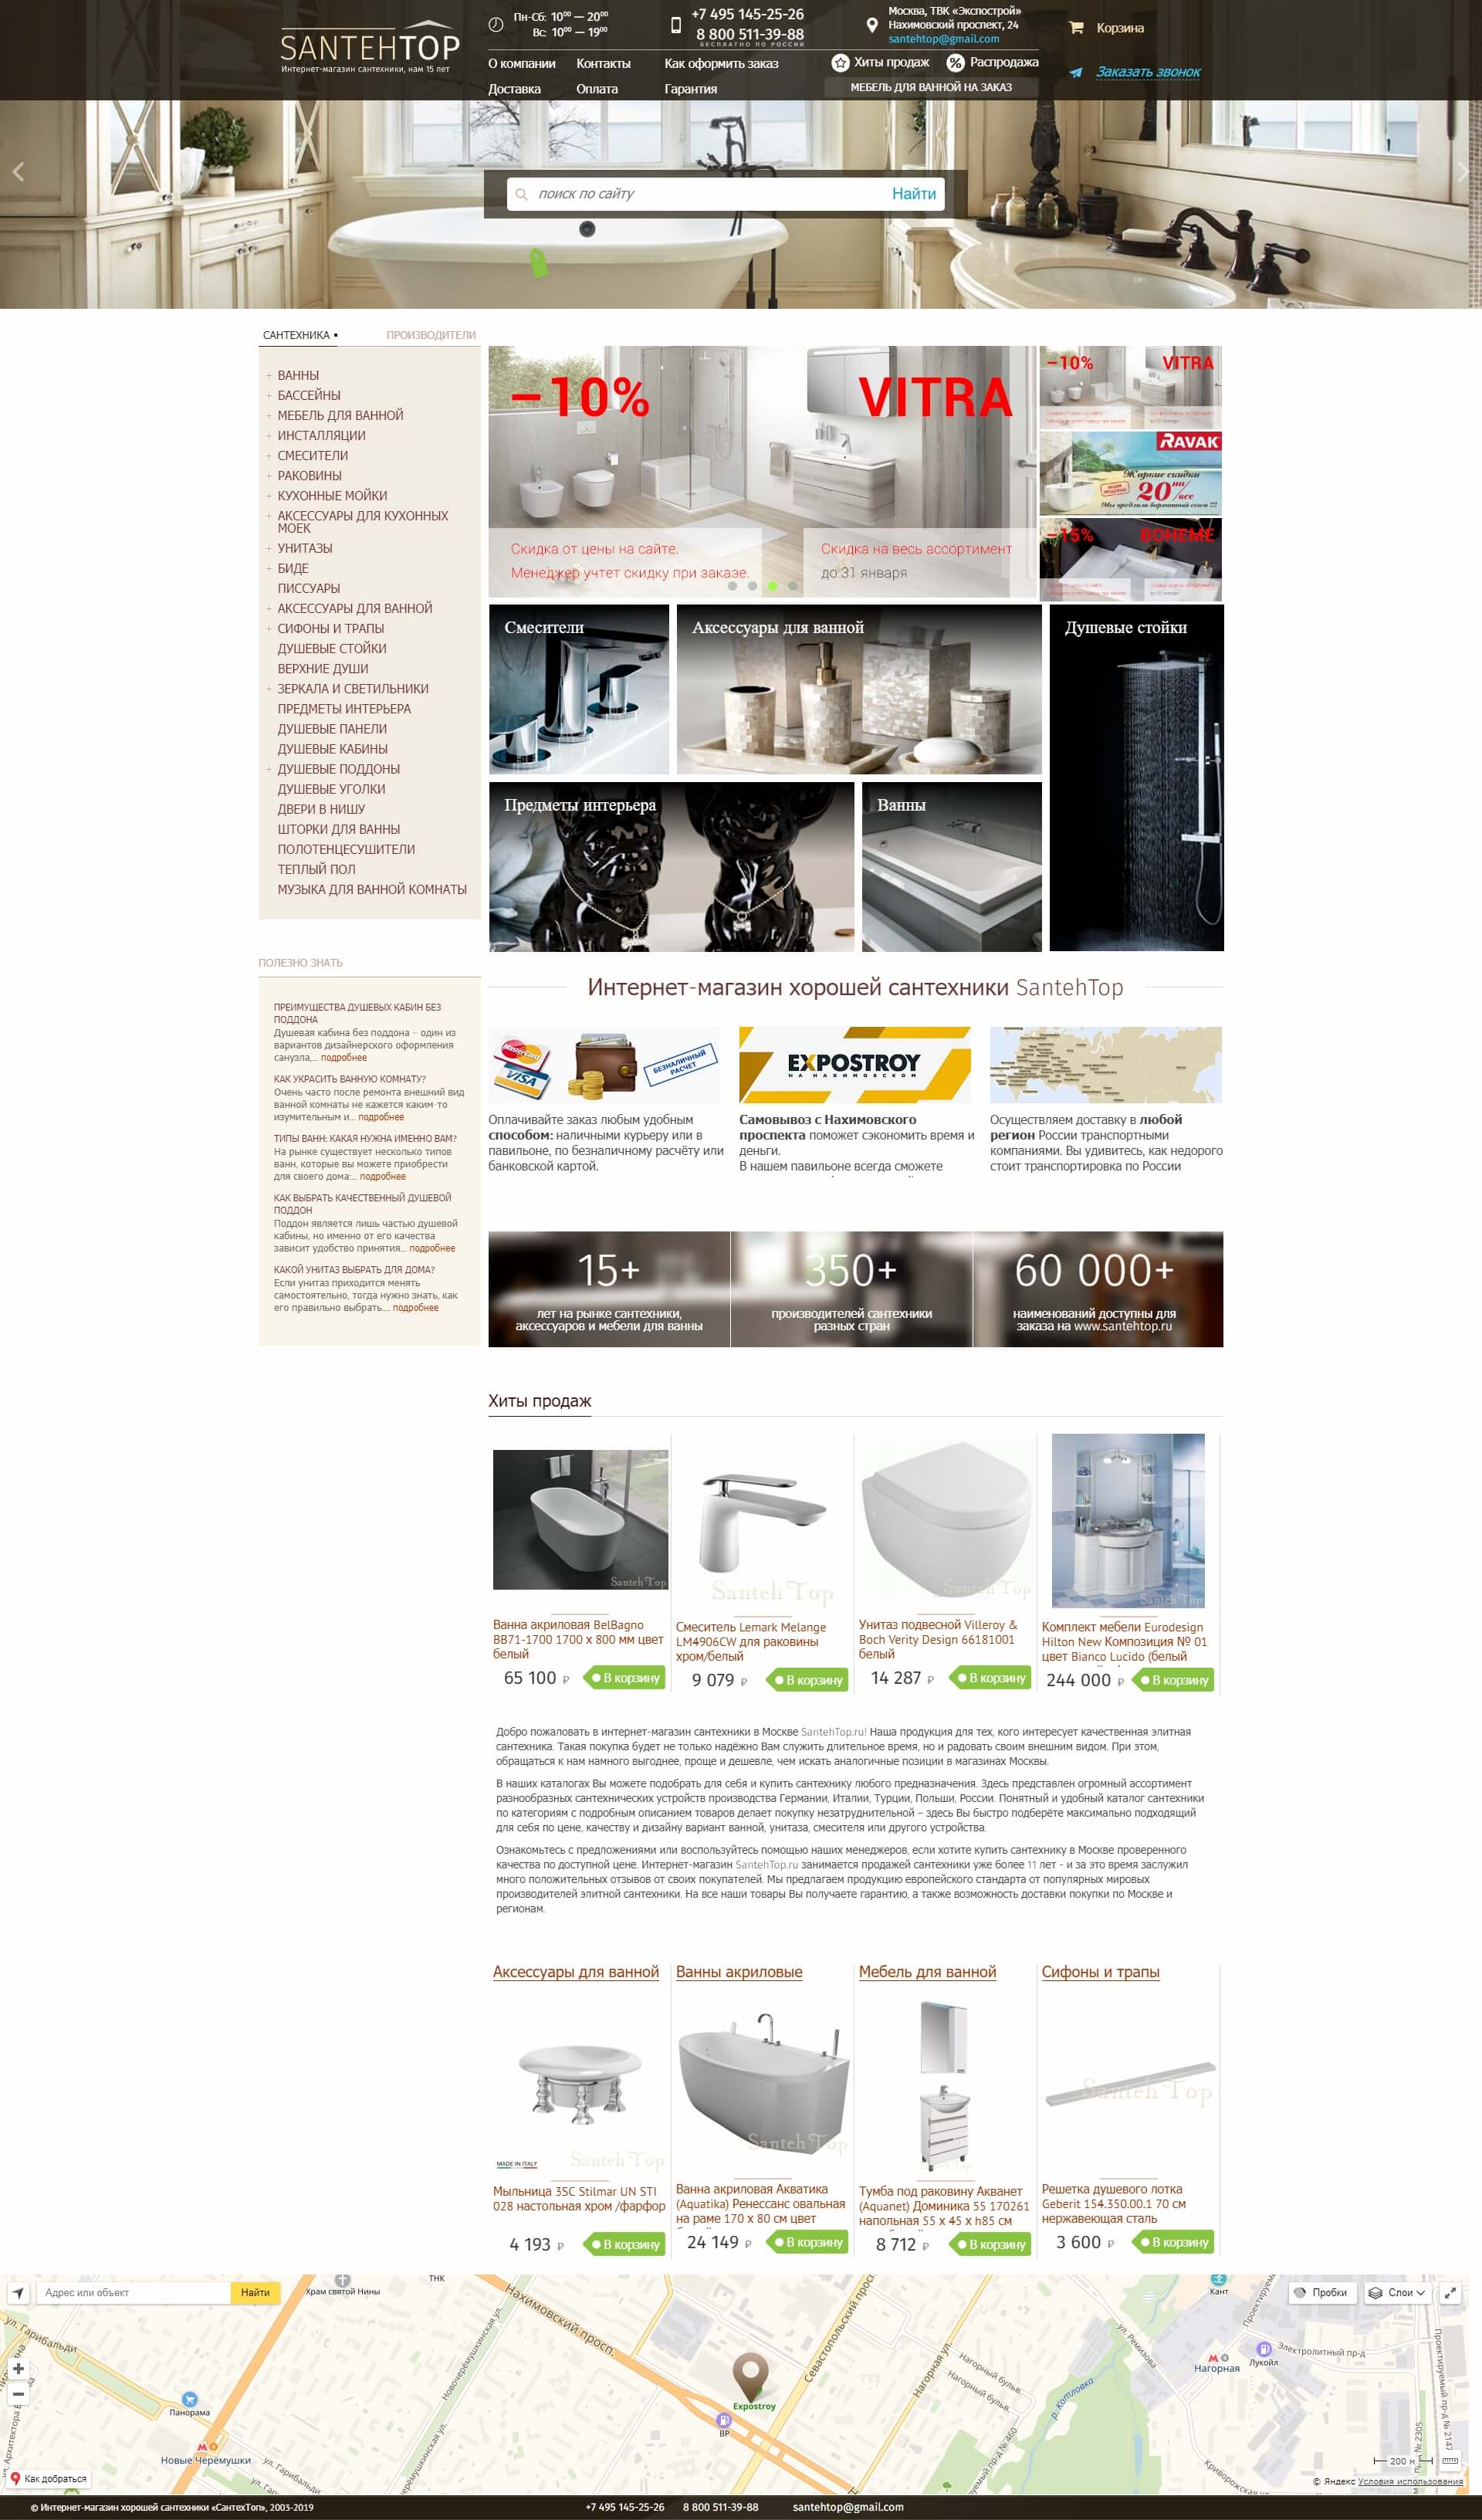 SANTEHTOP
Интернет-магазин сантехники, нам 15 лет
Пн-Сб: 10⁰⁰ — 20⁰⁰
Вс: 10⁰⁰ — 19⁰⁰
+7 495 145-25-26
8 800 511-39-88
БЕСПЛАТНО ПО РОССИИ
Москва, ТВК «Экспострой»
Нахимовский проспект, 24
santehtop@gmail.com
Корзина
О компании
Контакты
Как оформить заказ
Хиты продаж
Распродажа
Заказать звонок
Доставка
Оплата
Гарантия
МЕБЕЛЬ ДЛЯ ВАННОЙ НА ЗАКАЗ
поиск по сайту
Найти
САНТЕХНИКА
ПРОИЗВОДИТЕЛИ
+ ВАННЫ
+ БАССЕЙНЫ
+ МЕБЕЛЬ ДЛЯ ВАННОЙ
+ ИНСТАЛЛЯЦИИ
+ СМЕСИТЕЛИ
+ РАКОВИНЫ
+ КУХОННЫЕ МОЙКИ
+ АКСЕССУАРЫ ДЛЯ КУХОННЫХ
МОЕК
+ УНИТАЗЫ
+ БИДЕ
ПИССУАРЫ
+ АКСЕССУАРЫ ДЛЯ ВАННОЙ
+ СИФОНЫ И ТРАПЫ
ДУШЕВЫЕ СТОЙКИ
ВЕРХНИЕ ДУШИ
+ ЗЕРКАЛА И СВЕТИЛЬНИКИ
ПРЕДМЕТЫ ИНТЕРЬЕРА
ДУШЕВЫЕ ПАНЕЛИ
ДУШЕВЫЕ КАБИНЫ
+ ДУШЕВЫЕ ПОДДОНЫ
ДУШЕВЫЕ УГОЛКИ
ДВЕРИ В НИШУ
ШТОРКИ ДЛЯ ВАННЫ
ПОЛОТЕНЦЕСУШИТЕЛИ
ТЕПЛЫЙ ПОЛ
МУЗЫКА ДЛЯ ВАННОЙ КОМНАТЫ
–10%
VITRA
Скидка от цены на сайте.
Менеджер учтет скидку при заказе.
Скидка на весь ассортимент
до 31 января
–10%
VITRA
RAVAK
Жаркие скидки
20% на все
–15%
BOHEME
Смесители
Аксессуары для ванной
Душевые стойки
Предметы интерьера
Ванны
ПОЛЕЗНО ЗНАТЬ
ПРЕИМУЩЕСТВА ДУШЕВЫХ КАБИН БЕЗ
ПОДДОНА
Душевая кабина без поддона – один из
вариантов дизайнерского оформления
санузла,... подробнее
КАК УКРАСИТЬ ВАННУЮ КОМНАТУ?
Очень часто после ремонта внешний вид
ванной комнаты не кажется каким-то
изумительным и... подробнее
ТИПЫ ВАНН: КАКАЯ НУЖНА ИМЕННО ВАМ?
На рынке существует несколько типов
ванн, которые вы можете приобрести
для своего дома:... подробнее
КАК ВЫБРАТЬ КАЧЕСТВЕННЫЙ ДУШЕВОЙ
ПОДДОН
Поддон является лишь частью душевой
кабины, но именно от его качества
зависит удобство принятия... подробнее
КАКОЙ УНИТАЗ ВЫБРАТЬ ДЛЯ ДОМА?
Если унитаз приходится менять
самостоятельно, тогда нужно знать, как
его правильно выбрать.... подробнее
Интернет-магазин хорошей сантехники SantehTop
MasterCard
VISA
БЕЗНАЛИЧНЫЙ
РАСЧЕТ
EXPOSTROY
НА НАХИМОВСКОМ
Оплачивайте заказ любым удобным
способом: наличными курьеру или в
павильоне, по безналичному расчёту или
банковской картой.
Самовывоз с Нахимовского
проспекта поможет сэкономить время и
деньги.
В нашем павильоне всегда сможете
Осуществляем доставку в любой
регион России транспортными
компаниями. Вы удивитесь, как недорого
стоит транспортировка по России
15+
лет на рынке сантехники,
аксессуаров и мебели для ванны
350+
производителей сантехники
разных стран
60 000+
наименований доступны для
заказа на www.santehtop.ru
Хиты продаж
Santeh Top
Santeh Top
Santeh Top
Santeh Top
Ванна акриловая BelBagno
BB71-1700 1700 x 800 мм цвет
белый
65 100 ₽
В корзину
Смеситель Lemark Melange
LM4906CW для раковины
хром/белый
9 079 ₽
В корзину
Унитаз подвесной Villeroy &
Boch Verity Design 66181001
белый
14 287 ₽
В корзину
Комплект мебели Eurodesign
Hilton New Композиция № 01
цвет Bianco Lucido (белый
244 000 ₽
В корзину
Добро пожаловать в интернет-магазин сантехники в Москве SantehTop.ru! Наша продукция для тех, кого интересует качественная элитная
сантехника. Такая покупка будет не только надёжно Вам служить длительное время, но и радовать своим внешним видом. При этом,
обращаться к нам намного выгоднее, проще и дешевле, чем искать аналогичные позиции в магазинах Москвы.
В наших каталогах Вы можете подобрать для себя и купить сантехнику любого предназначения. Здесь представлен огромный ассортимент
разнообразных сантехнических устройств производства Германии, Италии, Турции, Польши, России. Понятный и удобный каталог сантехники
по категориям с подробным описанием товаров делает покупку незатруднительной – здесь Вы быстро подберёте максимально подходящий
для себя по цене, качеству и дизайну вариант ванной, унитаза, смесителя или другого устройства.
Ознакомьтесь с предложениями или воспользуйтесь помощью наших менеджеров, если хотите купить сантехнику в Москве проверенного
качества по доступной цене. Интернет-магазин SantehTop.ru занимается продажей сантехники уже более 11 лет - и за это время заслужил
много положительных отзывов от своих покупателей. Мы предлагаем продукцию европейского стандарта от популярных мировых
производителей элитной сантехники. На все наши товары Вы получаете гарантию, а также возможность доставки покупки по Москве и
регионам.
Аксессуары для ванной
Ванны акриловые
Мебель для ванной
Сифоны и трапы
MADE IN ITALY
Santeh Top
Santeh Top
Santeh Top
Мыльница 3SC Stilmar UN STI
028 настольная хром /фарфор
4 193 ₽
В корзину
Ванна акриловая Акватика
(Aquatika) Ренессанс овальная
на раме 170 x 80 см цвет
24 149 ₽
В корзину
Тумба под раковину Акванет
(Aquanet) Доминика 55 170261
напольная 55 x 45 x h85 см
8 712 ₽
В корзину
Решетка душевого лотка
Geberit 154.350.00.1 70 см
нержавеющая сталь
3 600 ₽
В корзину
Адрес или объект
Найти
Храм святой Нины
ТНК
Нахимовский просп.
Севастопольский просп
Кант
Пробки
Слои
ул. Гарибальди
Новочерёмушкинская ул.
Нагорная ул.
Нагорный бульв.
Нагорный бульв.
ул. Ремизова
Нагорная
Лукойл
Электролитный пр-д
р. Котловка
Панорама
Expostroy
BP
Новые Черёмушки
ул. Гарибальди
Криворожская ул.
Как добраться
200 м
© Яндекс Условия использования
© Интернет-магазин хорошей сантехники «СантехТоп», 2003-2019
+7 495 145-25-26
8 800 511-39-88
santehtop@gmail.com